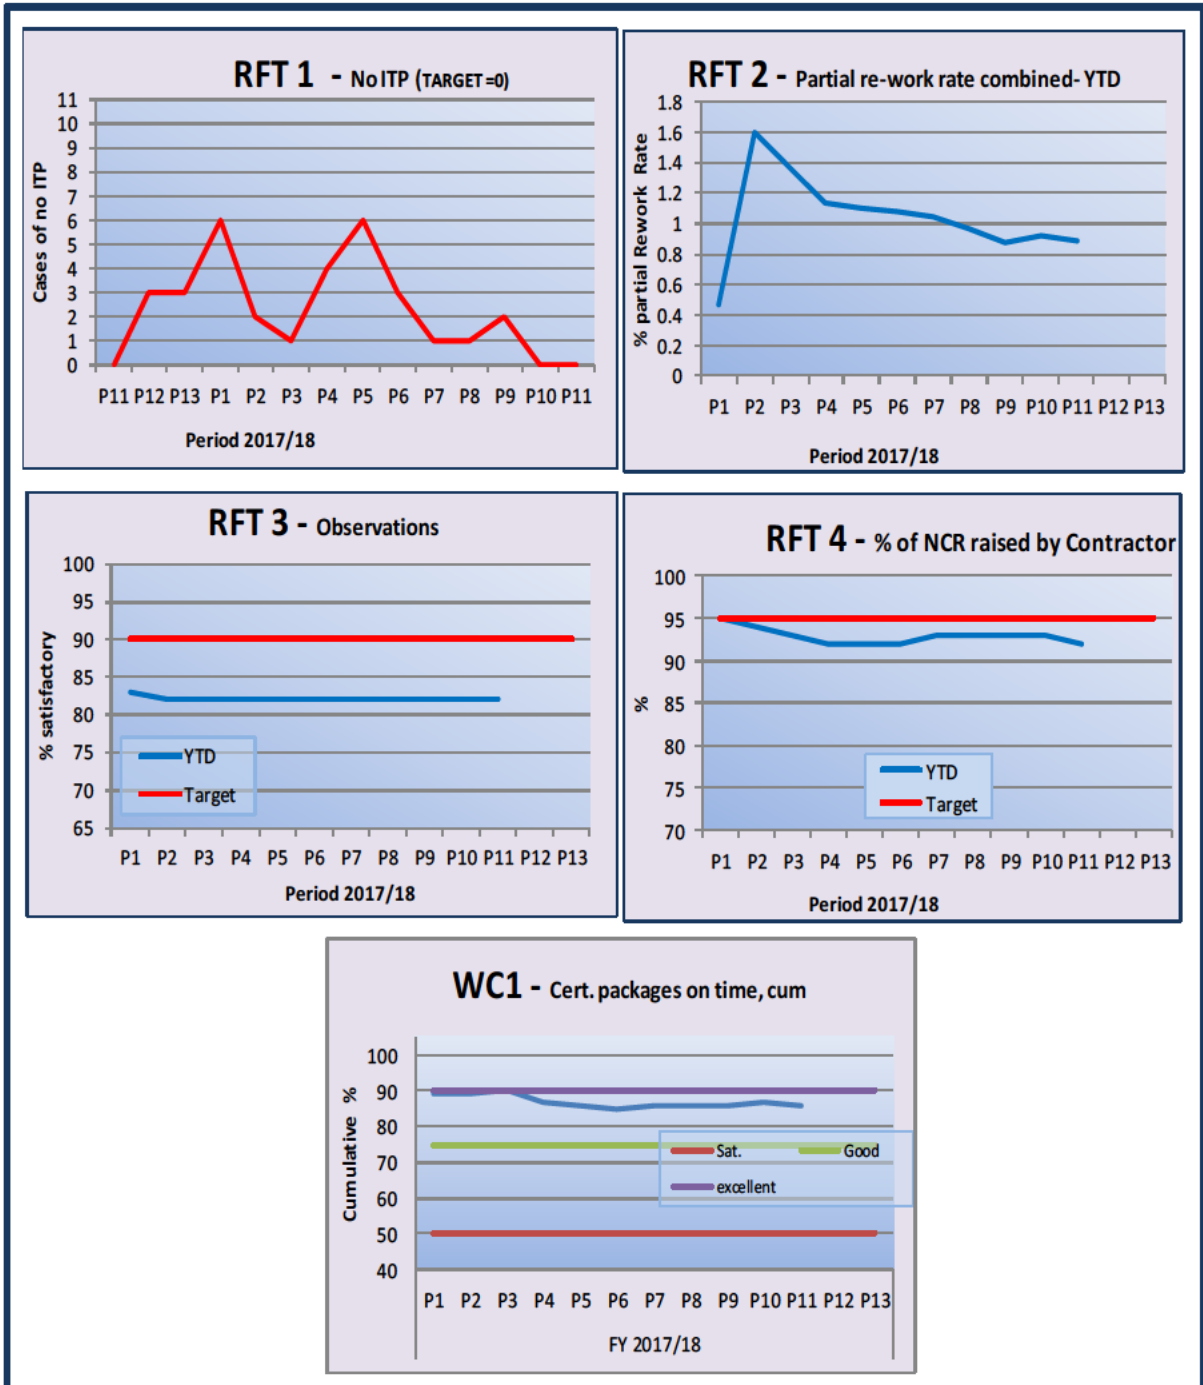 RFT 1 - No ITP (TARGET =0)
11
10
9
8
7
6
5
4
3
2
1
0
Cases of no ITP
P11 P12 P13 P1 P2 P3 P4 P5 P6 P7 P8 P9 P10 P11
Period 2017/18
RFT 2 - Partial re-work rate combined- YTD
1.8
1.6
1.4
1.2
1
0.8
0.6
0.4
0.2
0
% partial Rework Rate
P1 P2 P3 P4 P5 P6 P7 P8 P9 P10 P11 P12 P13
Period 2017/18
RFT 3 - Observations
100
95
90
85
80
75
70
65
% satisfactory
YTD
Target
P1 P2 P3 P4 P5 P6 P7 P8 P9 P10 P11 P12 P13
Period 2017/18
RFT 4 - % of NCR raised by Contractor
100
95
90
85
80
75
70
%
YTD
Target
P1 P2 P3 P4 P5 P6 P7 P8 P9 P10 P11 P12 P13
Period 2017/18
WC1 - Cert. packages on time, cum
100
90
80
70
60
50
40
Cumulative %
Sat. Good
excellent
P1 P2 P3 P4 P5 P6 P7 P8 P9 P10 P11 P12 P13
FY 2017/18